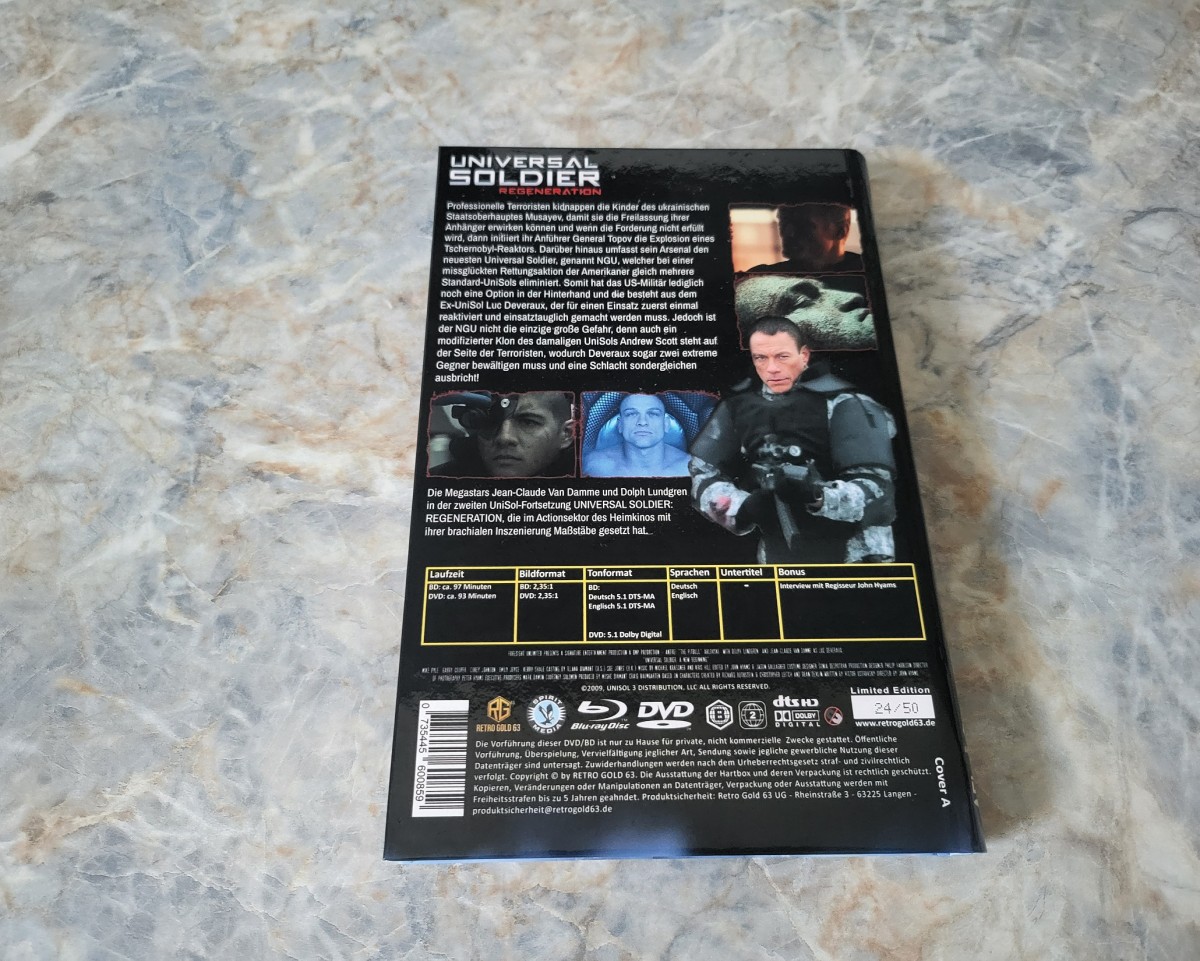 UNIVERSAL
SOLDIER
REGENERATION
Professionelle Terroristen kidnappen die Kinder des ukrainischen
Staatsoberhauptes Musayev, damit sie die Freilassung ihrer
Anhänger erwirken können und wenn die Forderung nicht erfüllt
wird, dann initiiert ihr Anführer General Topov die Explosion eines
Tschernobyl-Reaktors. Darüber hinaus umfasst sein Arsenal den
neuesten Universal Soldier, genannt NGU, welcher bei einer
missglückten Rettungsaktion der Amerikaner gleich mehrere
Standard-UniSols eliminiert. Somit hat das US-Militär lediglich
noch eine Option in der Hinterhand und die besteht aus dem
Ex-UniSol Luc Deveraux, der für einen Einsatz zuerst einmal
reaktiviert und einsatztauglich gemacht werden muss. Jedoch ist
der NGU nicht die einzige große Gefahr, denn auch ein
modifizierter Klon des damaligen UniSols Andrew Scott steht auf
der Seite der Terroristen, wodurch Deveraux sogar zwei extreme
Gegner bewältigen muss und eine Schlacht sondergleichen
ausbricht!
Die Megastars Jean-Claude Van Damme und Dolph Lundgren
in der zweiten UniSol-Fortsetzung UNIVERSAL SOLDIER:
REGENERATION, die im Actionsektor des Heimkinos mit
ihrer brachialen Inszenierung Maßstäbe gesetzt hat.
Laufzeit Bildformat Tonformat Sprachen Untertitel Bonus
BD: ca. 97 Minuten BD: 2,35:1 BD: Deutsch - Interview mit Regisseur John Hyams
DVD: ca. 93 Minuten DVD: 2,35:1 Deutsch 5.1 DTS-MA Englisch
Englisch 5.1 DTS-MA
DVD: 5.1 Dolby Digital
©2009, UNISOL 3 DISTRIBUTION, LLC ALL RIGHTS RESERVED.
RG
RETRO GOLD 63
SPIRIT MEDIA
Blu-ray Disc
DVD
2
dts HD
DOLBY
DIGITAL
Limited Edition
24/50
www.retrogold63.de
0 735445 600859
Die Vorführung dieser DVD/BD ist nur zu Hause für private, nicht kommerzielle Zwecke gestattet. Öffentliche
Vorführung, Überspielung, Vervielfältigung jeglicher Art, Sendung sowie jegliche gewerbliche Nutzung dieser
Datenträger sind untersagt. Zuwiderhandlungen werden nach dem Urheberrechtsgesetz straf- und zivilrechtlich
verfolgt. Copyright © by RETRO GOLD 63. Die Ausstattung der Hartbox und deren Verpackung ist rechtlich geschützt.
Kopieren, Veränderungen oder Manipulationen an Datenträger, Verpackung oder Ausstattung werden mit
Freiheitsstrafen bis zu 5 Jahren geahndet. Produktsicherheit: Retro Gold 63 UG - Rheinstraße 3 - 63225 Langen -
produktsicherheit@retrogold63.de
Cover A